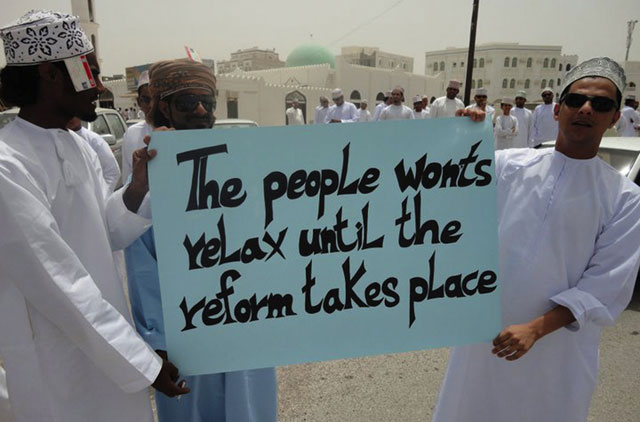 The people wonts
relax until the
reform takes place